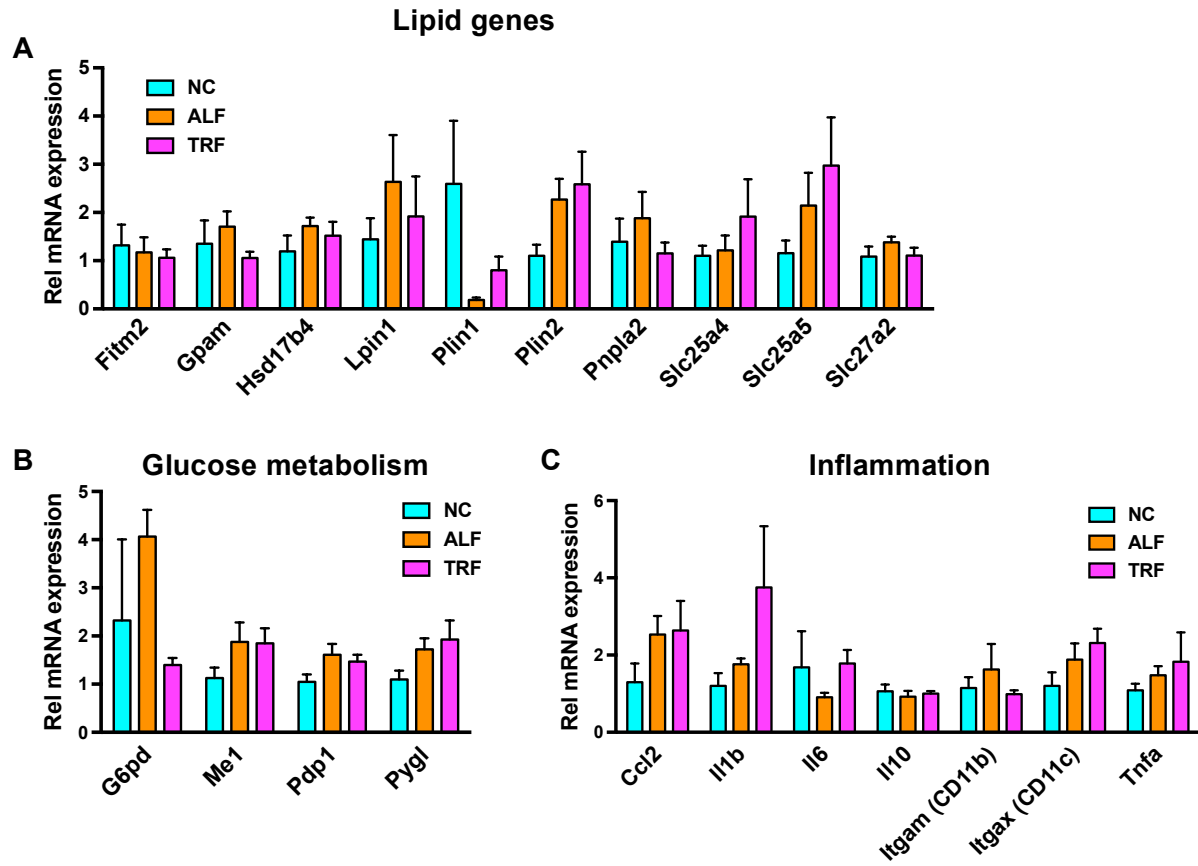 Lipid genes
A
Rel mRNA expression
5
4
3
2
1
0
NC
ALF
TRF
Fitm2
Gpam
Hsd17b4
Lpin1
Plin1
Plin2
Pnpla2
Slc25a4
Slc25a5
Slc27a2
B
Glucose metabolism
Rel mRNA expression
5
4
3
2
1
0
NC
ALF
TRF
G6pd
Me1
Pdp1
Pygl
C
Inflammation
Rel mRNA expression
6
4
2
0
NC
ALF
TRF
Ccl2
Il1b
Il6
Il10
Itgam (CD11b)
Itgax (CD11c)
Tnfa